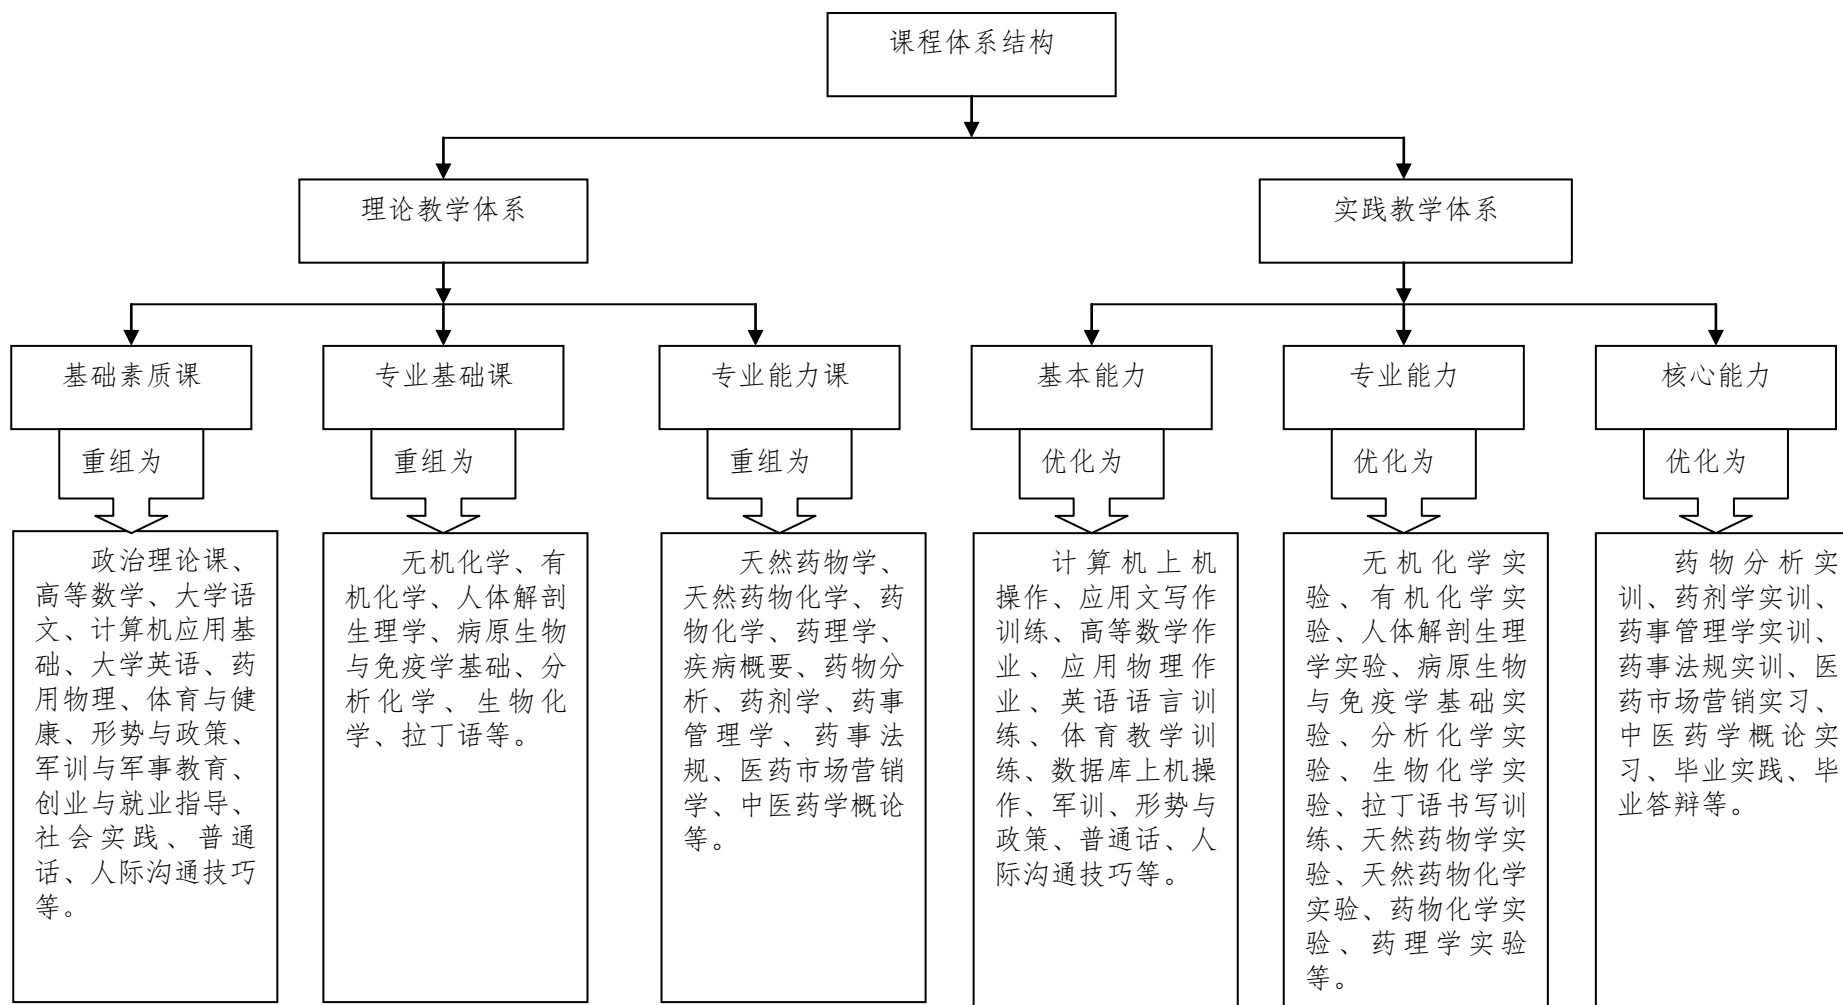 课程体系结构
理论教学体系
实践教学体系
基础素质课
专业基础课
专业能力课
基本能力
专业能力
核心能力
重组为
重组为
重组为
优化为
优化为
优化为
政治理论课、
高等数学、大学语
文、计算机应用基
础、大学英语、药
用物理、体育与健
康、形势与政策、
军训与军事教育、
创业与就业指导、
社会实践、普通
话、人际沟通技巧
等。
无机化学、有
机化学、人体解剖
生理学、病原生物
与免疫学基础、分
析化学、生物化
学、拉丁语等。
天然药物学、
天然药物化学、药
物化学、药理学、
疾病概要、药物分
析、药剂学、药事
管理学、药事法
规、医药市场营销
学、中医药学概论
等。
计算机上机
操作、应用文写作
训练、高等数学作
业、应用物理作
业、英语语言训
练、体育教学训
练、数据库上机操
作、军训、形势与
政策、普通话、人
际沟通技巧等。
无机化学实
验、有机化学实
验、人体解剖生理
学实验、病原生物
与免疫学基础实
验、分析化学实
验、生物化学实
验、拉丁语书写训
练、天然药物学实
验、天然药物化学
实验、药物化学实
验、药理学实验
等。
药物分析实
训、药剂学实训、
药事管理学实训、
药事法规实训、医
药市场营销实习、
中医药学概论实
习、毕业实践、毕
业答辩等。